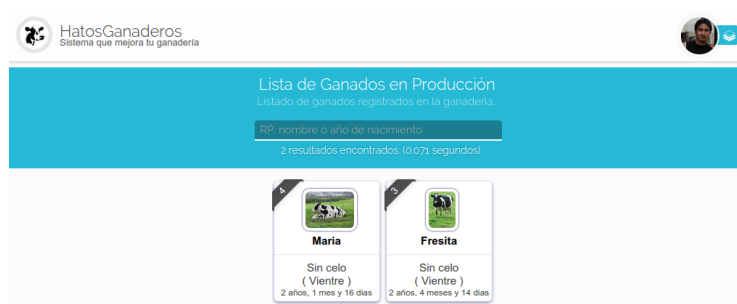 HatosGanaderos
Sistema que mejora tu ganadería
Lista de Ganados en Producción
Listado de ganados registrados en la ganadería.
RP, nombre o año de nacimiento
2 resultados encontrados. (0.071 segundos)
4
Maria
Sin celo
( Vientre )
2 años, 1 mes y 16 dias
3
Fresita
Sin celo
( Vientre )
2 años, 4 meses y 14 dias